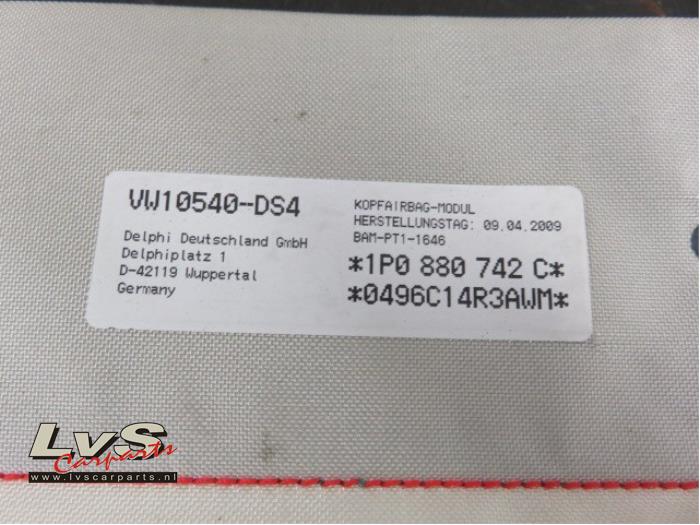 VW10540--DS4
Delphi Deutschland GmbH
Delphiplatz 1
D-42119 Wuppertal
Germany
KOPFAIRBAG-MODUL
HERSTELLUNGSTAG: 09.04.2009
BAM-PT1-1646
*1P0 880 742 C*
*0496C14R3AWM*
LvS
Carparts
www.lvscarparts.nl